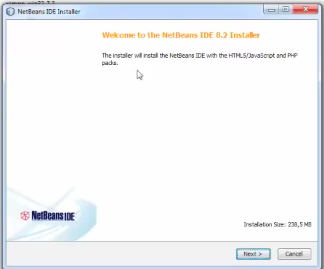 NetBeans IDE Installer
Welcome to the NetBeans IDE 8.2 Installer
The installer will install the NetBeans IDE with the HTML5/JavaScript and PHP
packs.
NetBeans IDE
Installation Size: 238,5 MB
Next >
Cancel